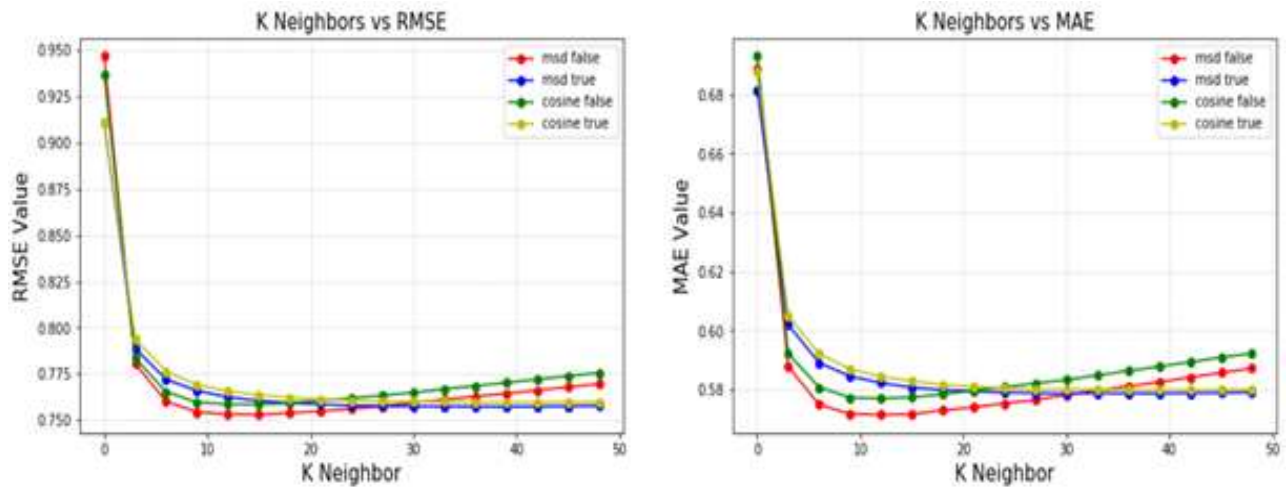 K Neighbors vs RMSE
0.950
0.925
0.900
0.875
0.850
0.825
0.800
0.775
0.750
RMSE Value
msd false
msd true
cosine false
cosine true
0 10 20 30 40 50
K Neighbor
K Neighbors vs MAE
0.68
0.66
0.64
0.62
0.60
0.58
MAE Value
msd false
msd true
cosine false
cosine true
0 10 20 30 40 50
K Neighbor